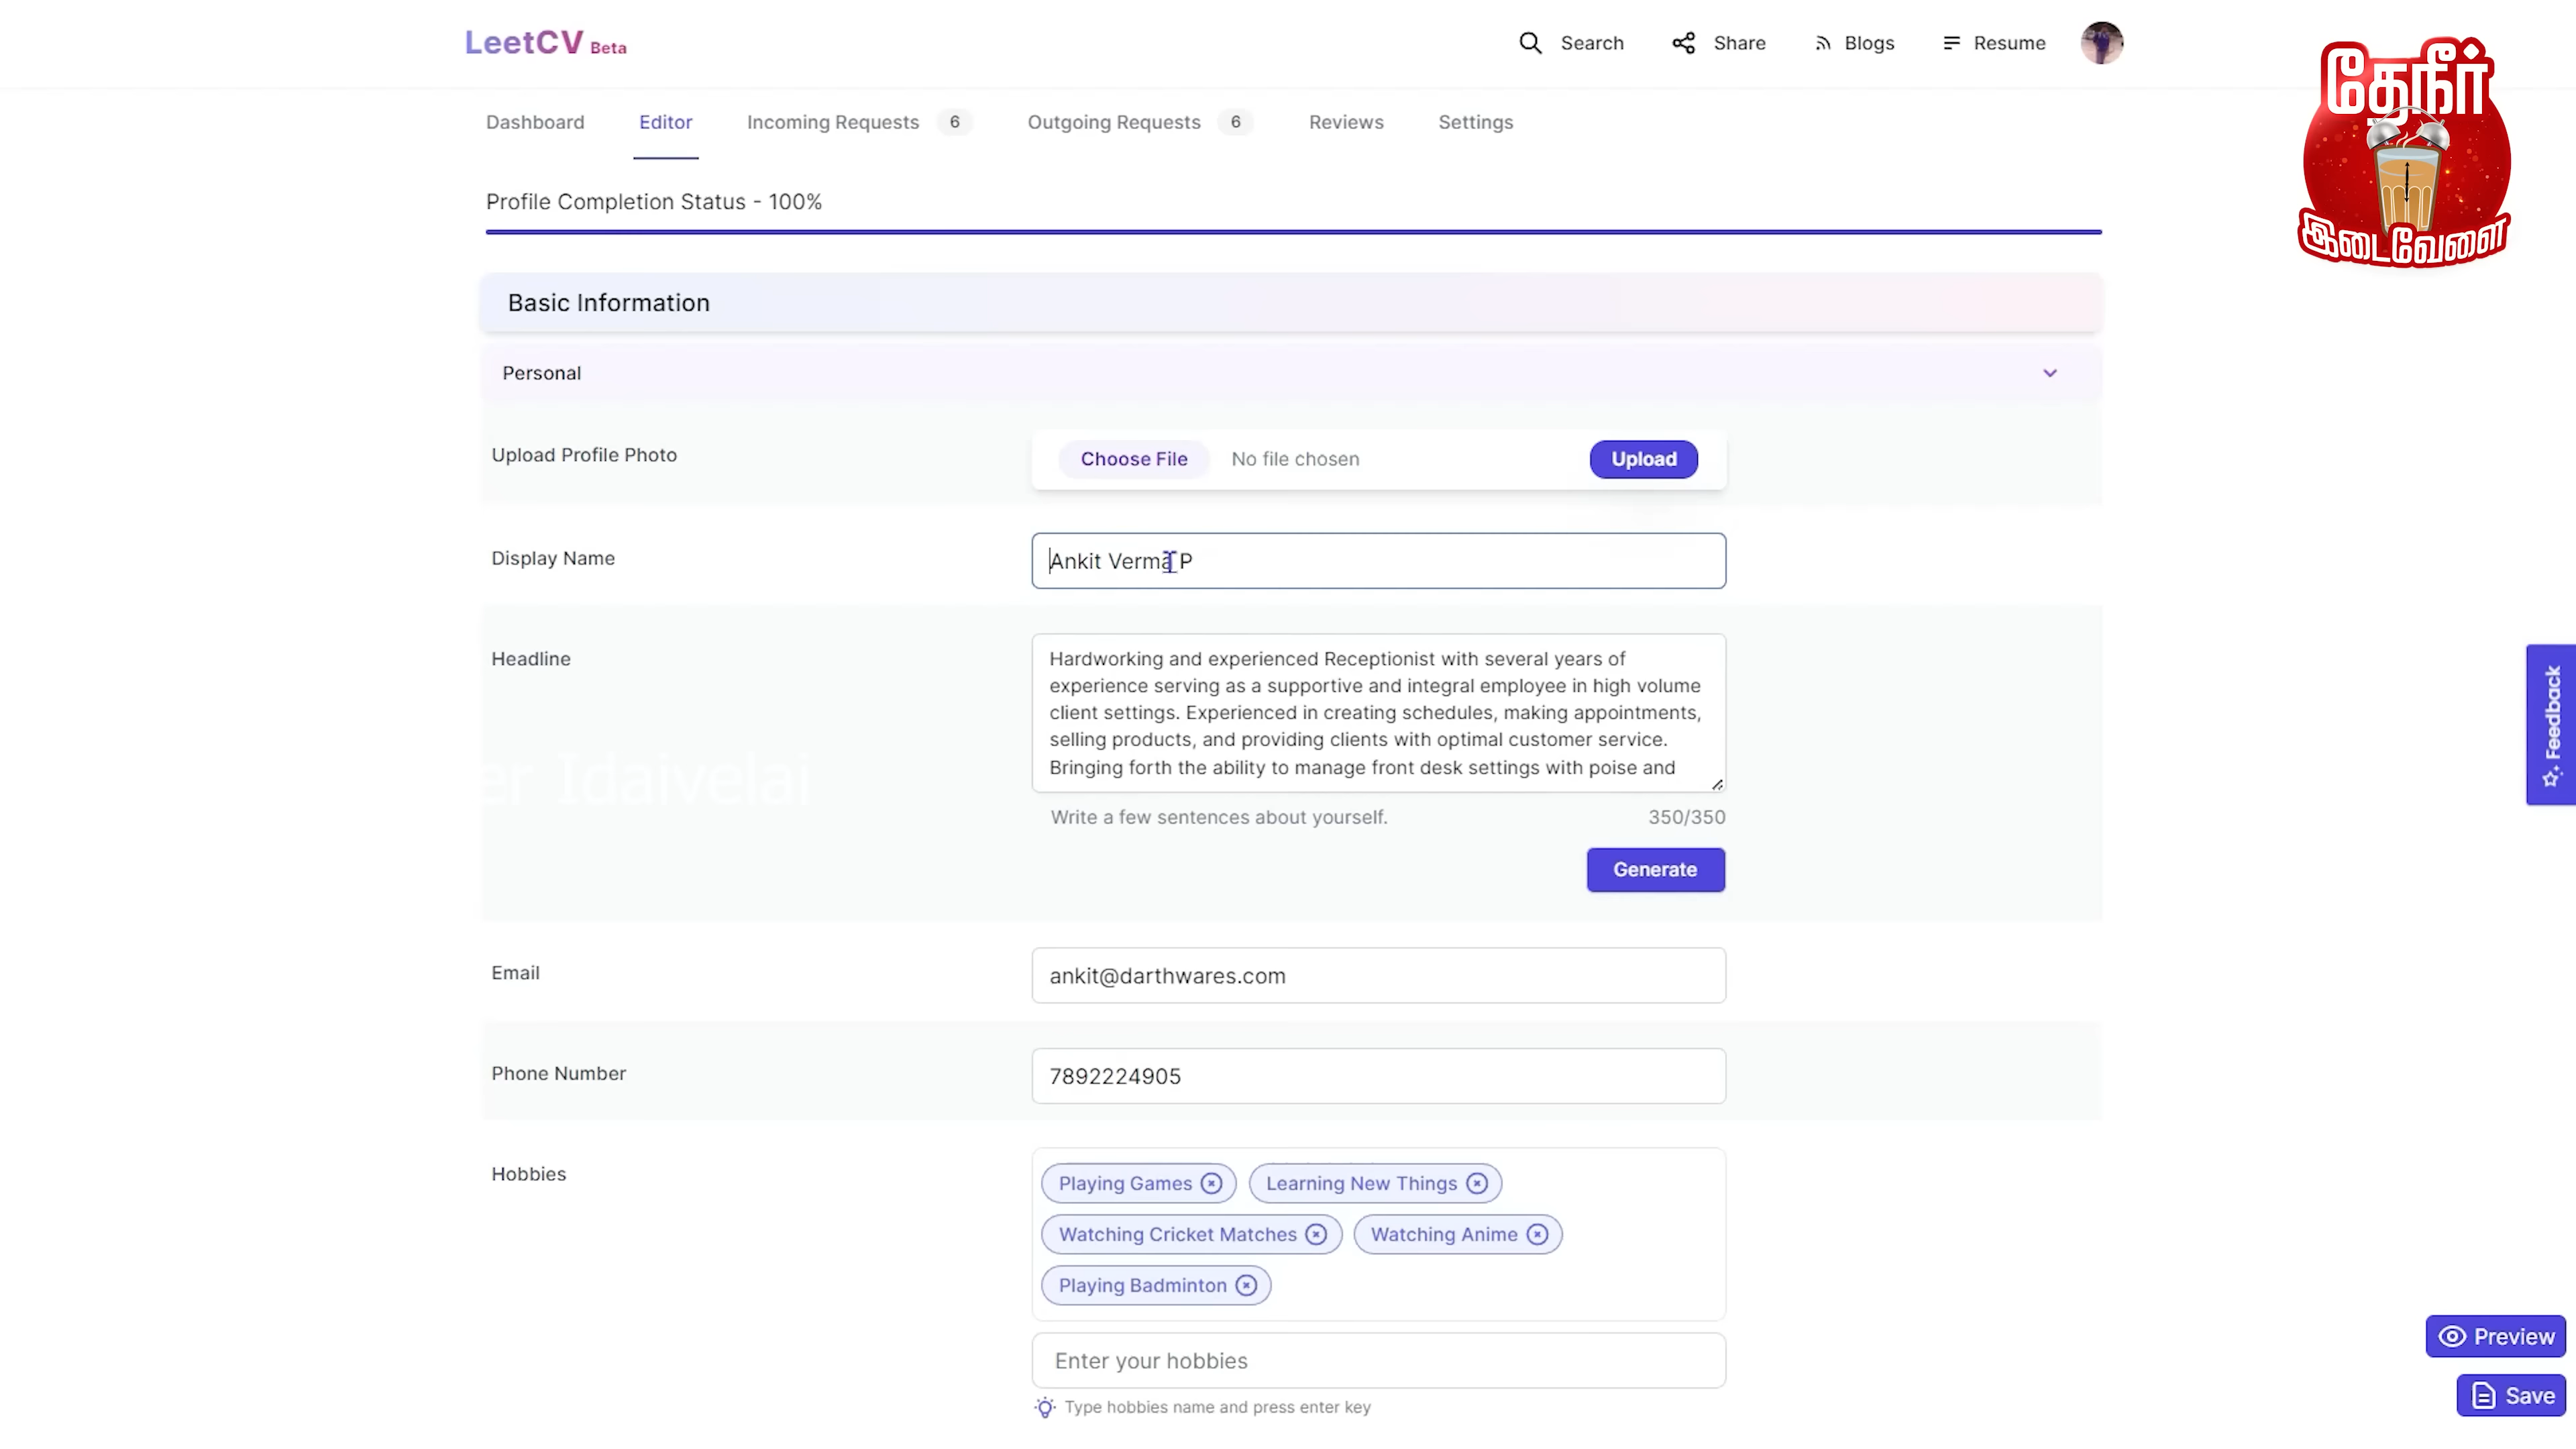 LeetCV Beta
Search
Share
Blogs
Resume
தேநீர்
இடைவேளை
Dashboard
Editor
Incoming Requests 6
Outgoing Requests 6
Reviews
Settings
Profile Completion Status - 100%
Basic Information
Personal
Upload Profile Photo
Choose File
No file chosen
Upload
Display Name
Ankit Verma P
Headline
Hardworking and experienced Receptionist with several years of
experience serving as a supportive and integral employee in high volume
client settings. Experienced in creating schedules, making appointments,
selling products, and providing clients with optimal customer service.
Bringing forth the ability to manage front desk settings with poise and
er Idaivelai
Write a few sentences about yourself.
350/350
Generate
Feedback
Email
ankit@darthwares.com
Phone Number
7892224905
Hobbies
Playing Games
Learning New Things
Watching Cricket Matches
Watching Anime
Playing Badminton
Enter your hobbies
Type hobbies name and press enter key
Preview
Save